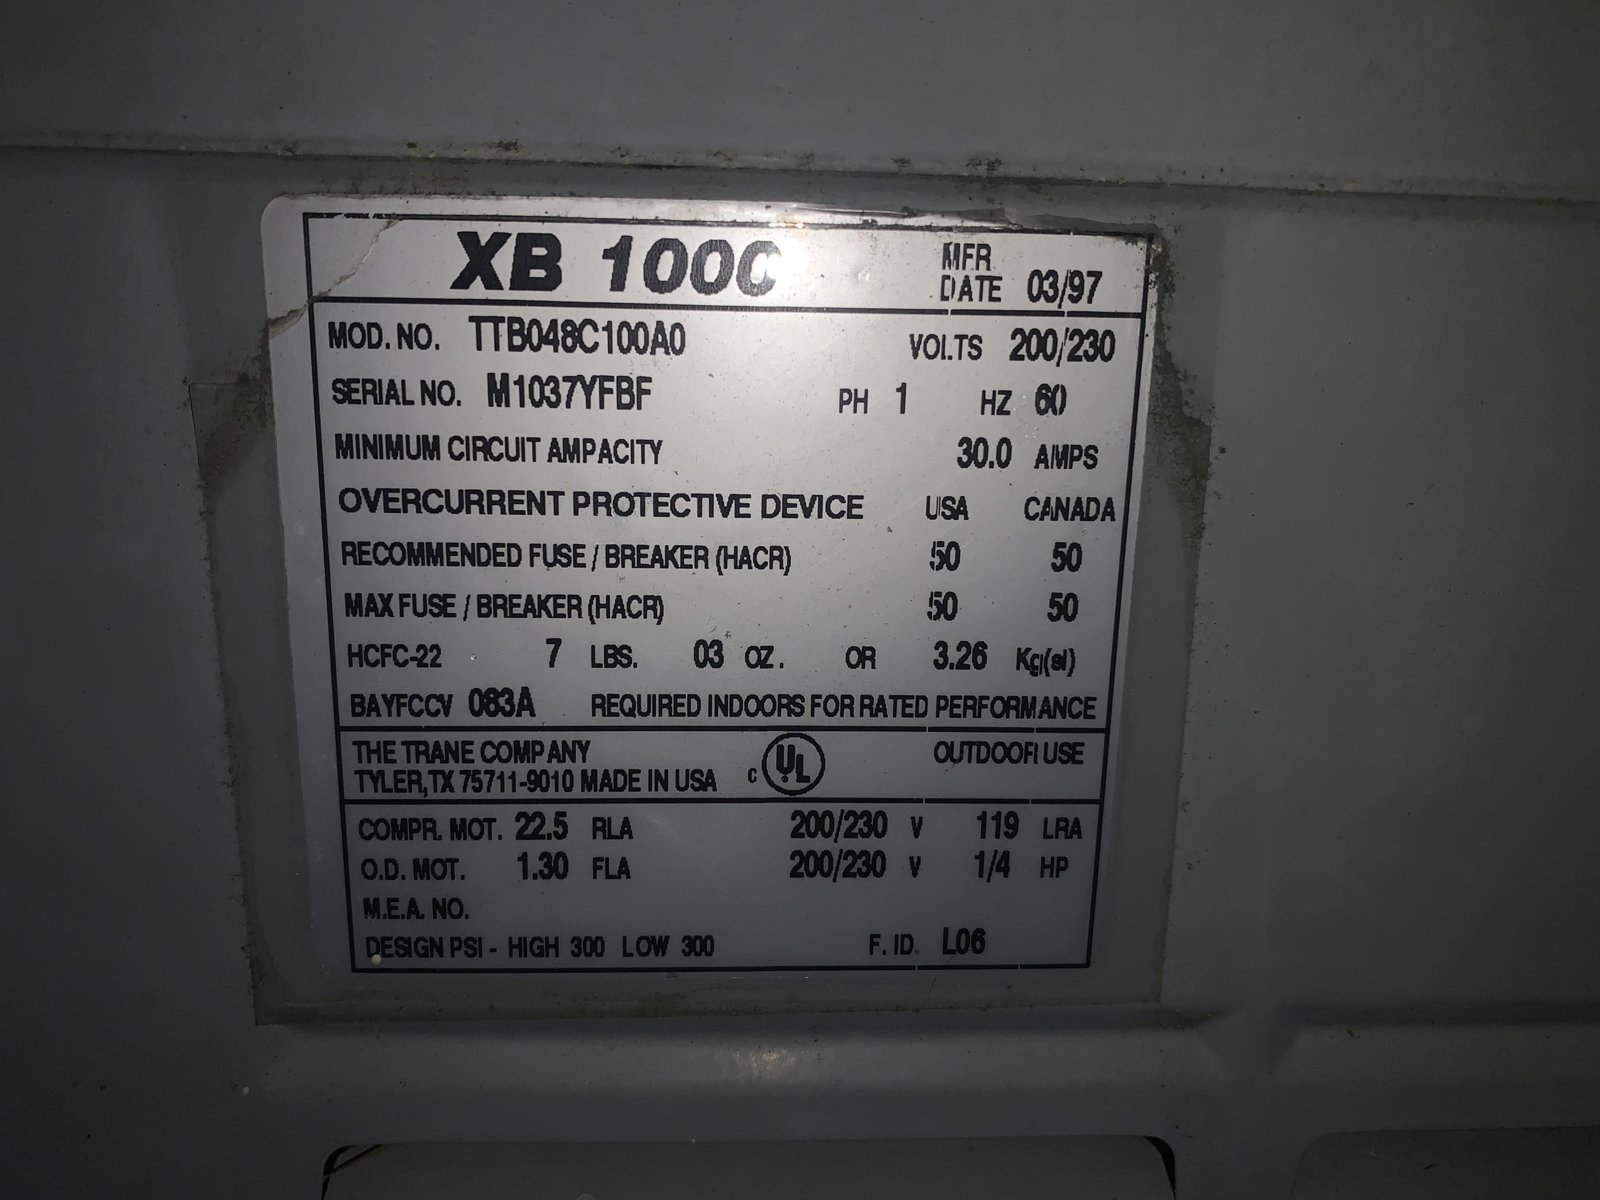 XB 1000
MFR DATE 03/97
MOD. NO. TTB048C100A0 VOLTS 200/230
SERIAL NO. M1037YFBF PH 1 HZ 60
MINIMUM CIRCUIT AMPACITY 30.0 AMPS
OVERCURRENT PROTECTIVE DEVICE USA CANADA
RECOMMENDED FUSE / BREAKER (HACR) 50 50
MAX FUSE / BREAKER (HACR) 50 50
HCFC-22 7 LBS. 03 OZ. OR 3.26 Kg(sl)
BAYFCCV 083A REQUIRED INDOORS FOR RATED PERFORMANCE
THE TRANE COMPANY OUTDOOR USE
TYLER, TX 75711-9010 MADE IN USA C UL
COMPR. MOT. 22.5 RLA 200/230 V 119 LRA
O.D. MOT. 1.30 FLA 200/230 V 1/4 HP
M.E.A. NO.
DESIGN PSI - HIGH 300 LOW 300 F. ID. L06